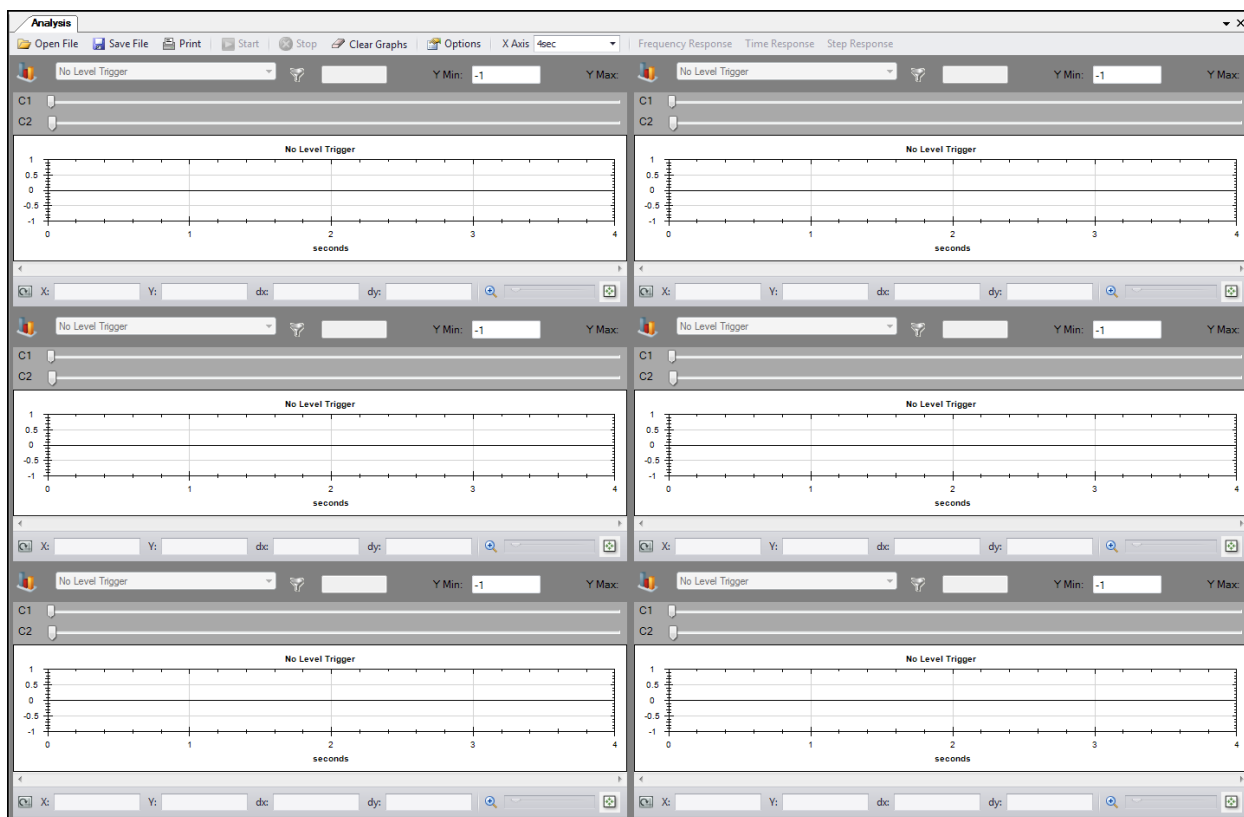 Analysis
Open File Save File Print Start Stop Clear Graphs Options X Axis 4sec Frequency Response Time Response Step Response
No Level Trigger Y Min: -1 Y Max: No Level Trigger Y Min: -1 Y Max:
C1 C1
C2 C2
No Level Trigger No Level Trigger
1 1
0.5 0.5
0 0
-0.5 -0.5
-1 -1
0 1 2 3 4 0 1 2 3 4
seconds seconds
X: Y: dx: dy: X: Y: dx: dy:
No Level Trigger Y Min: -1 Y Max: No Level Trigger Y Min: -1 Y Max:
C1 C1
C2 C2
No Level Trigger No Level Trigger
1 1
0.5 0.5
0 0
-0.5 -0.5
-1 -1
0 1 2 3 4 0 1 2 3 4
seconds seconds
X: Y: dx: dy: X: Y: dx: dy:
No Level Trigger Y Min: -1 Y Max: No Level Trigger Y Min: -1 Y Max:
C1 C1
C2 C2
No Level Trigger No Level Trigger
1 1
0.5 0.5
0 0
-0.5 -0.5
-1 -1
0 1 2 3 4 0 1 2 3 4
seconds seconds
X: Y: dx: dy: X: Y: dx: dy: